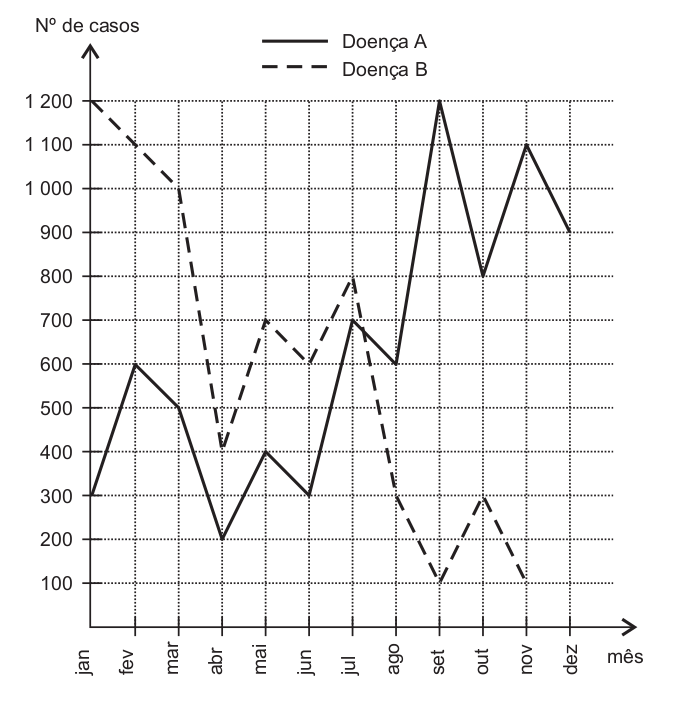 Nº de casos
Doença A
Doença B
1 200
1 100
1 000
900
800
700
600
500
400
300
200
100
jan
fev
mar
abr
mai
jun
jul
ago
set
out
nov
dez
mês